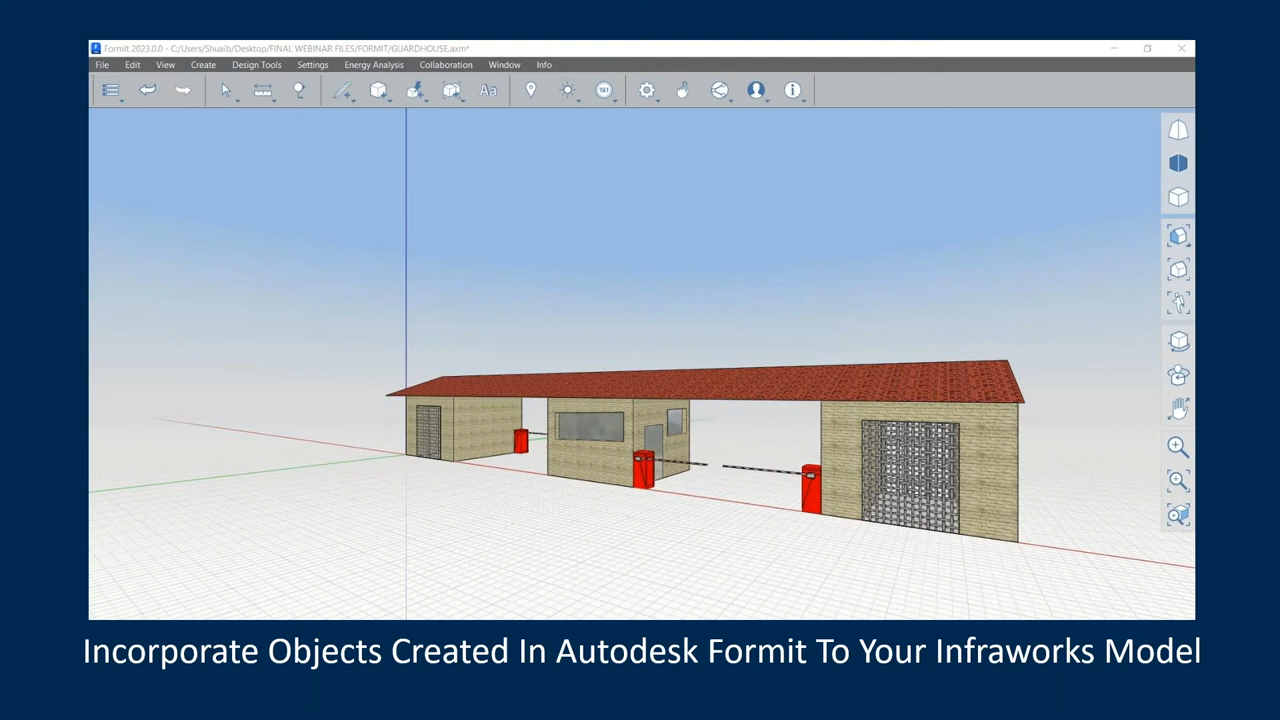 FormIt 2023.0.0 - C:/Users/Shuaib/Desktop/FINAL WEBINAR FILES/FORMIT/GUARDHOUSE.axm*
File Edit View Create Design Tools Settings Energy Analysis Collaboration Window Info
Aa 191
Incorporate Objects Created In Autodesk Formit To Your Infraworks Model